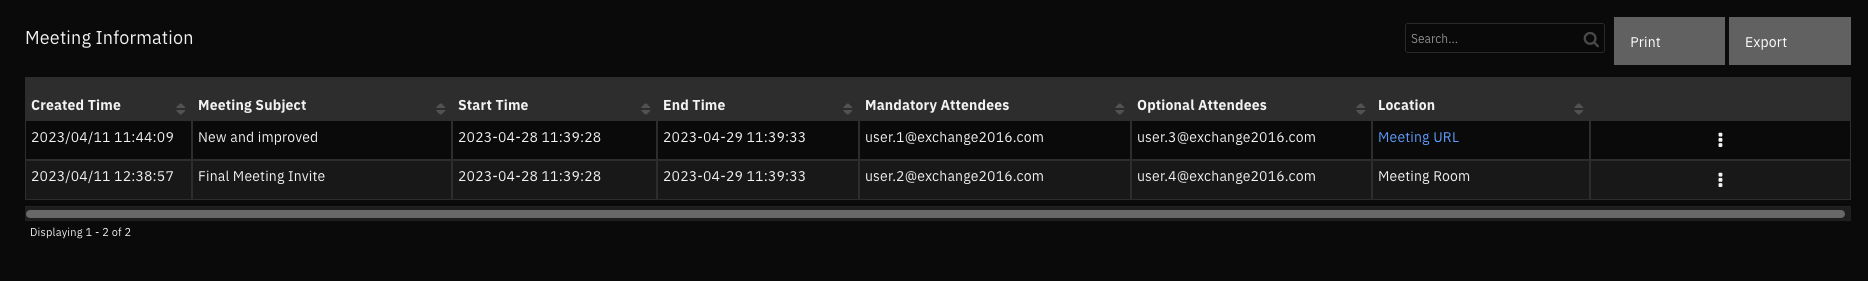 Meeting Information
Search...
Print
Export
Created Time Meeting Subject Start Time End Time Mandatory Attendees Optional Attendees Location
2023/04/11 11:44:09 New and improved 2023-04-28 11:39:28 2023-04-29 11:39:33 user.1@exchange2016.com user.3@exchange2016.com Meeting URL
2023/04/11 12:38:57 Final Meeting Invite 2023-04-28 11:39:28 2023-04-29 11:39:33 user.2@exchange2016.com user.4@exchange2016.com Meeting Room
Displaying 1 - 2 of 2